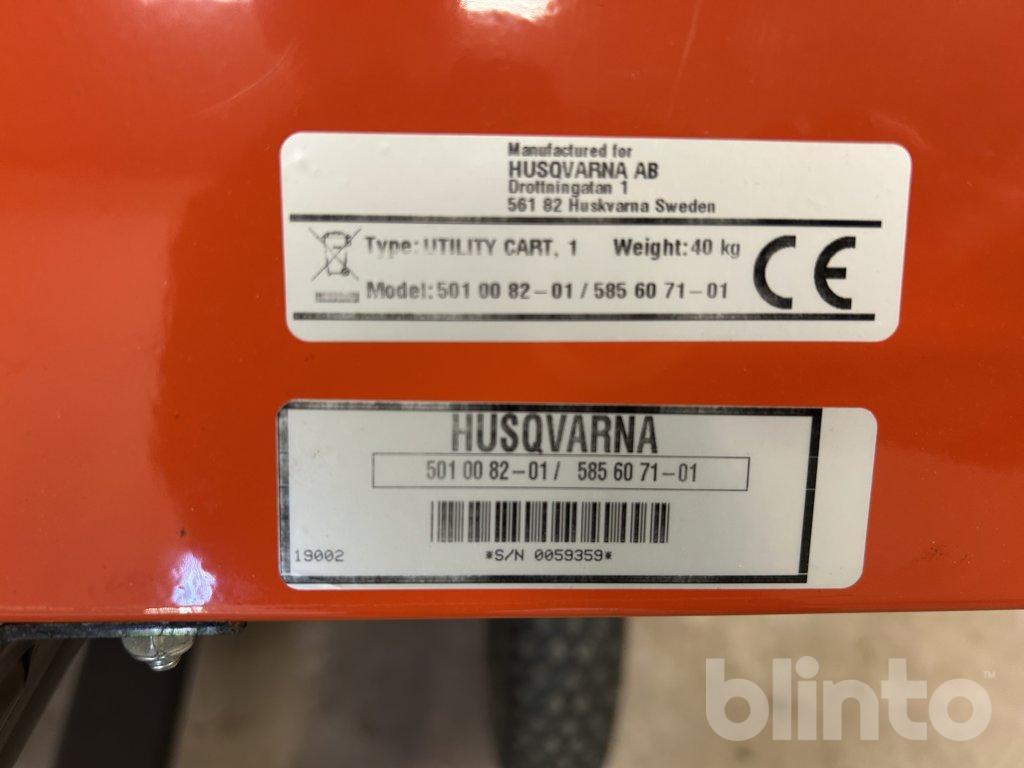 Manufactured for
HUSQVARNA AB
Drottningatan 1
561 82 Huskvarna Sweden
Type: UTILITY CART, 1 Weight: 40 kg
Model: 501 00 82-01 / 585 60 71-01
CE
HUSQVARNA
501 00 82-01 / 585 60 71-01
19002 *S/N 0059359*
blinto™